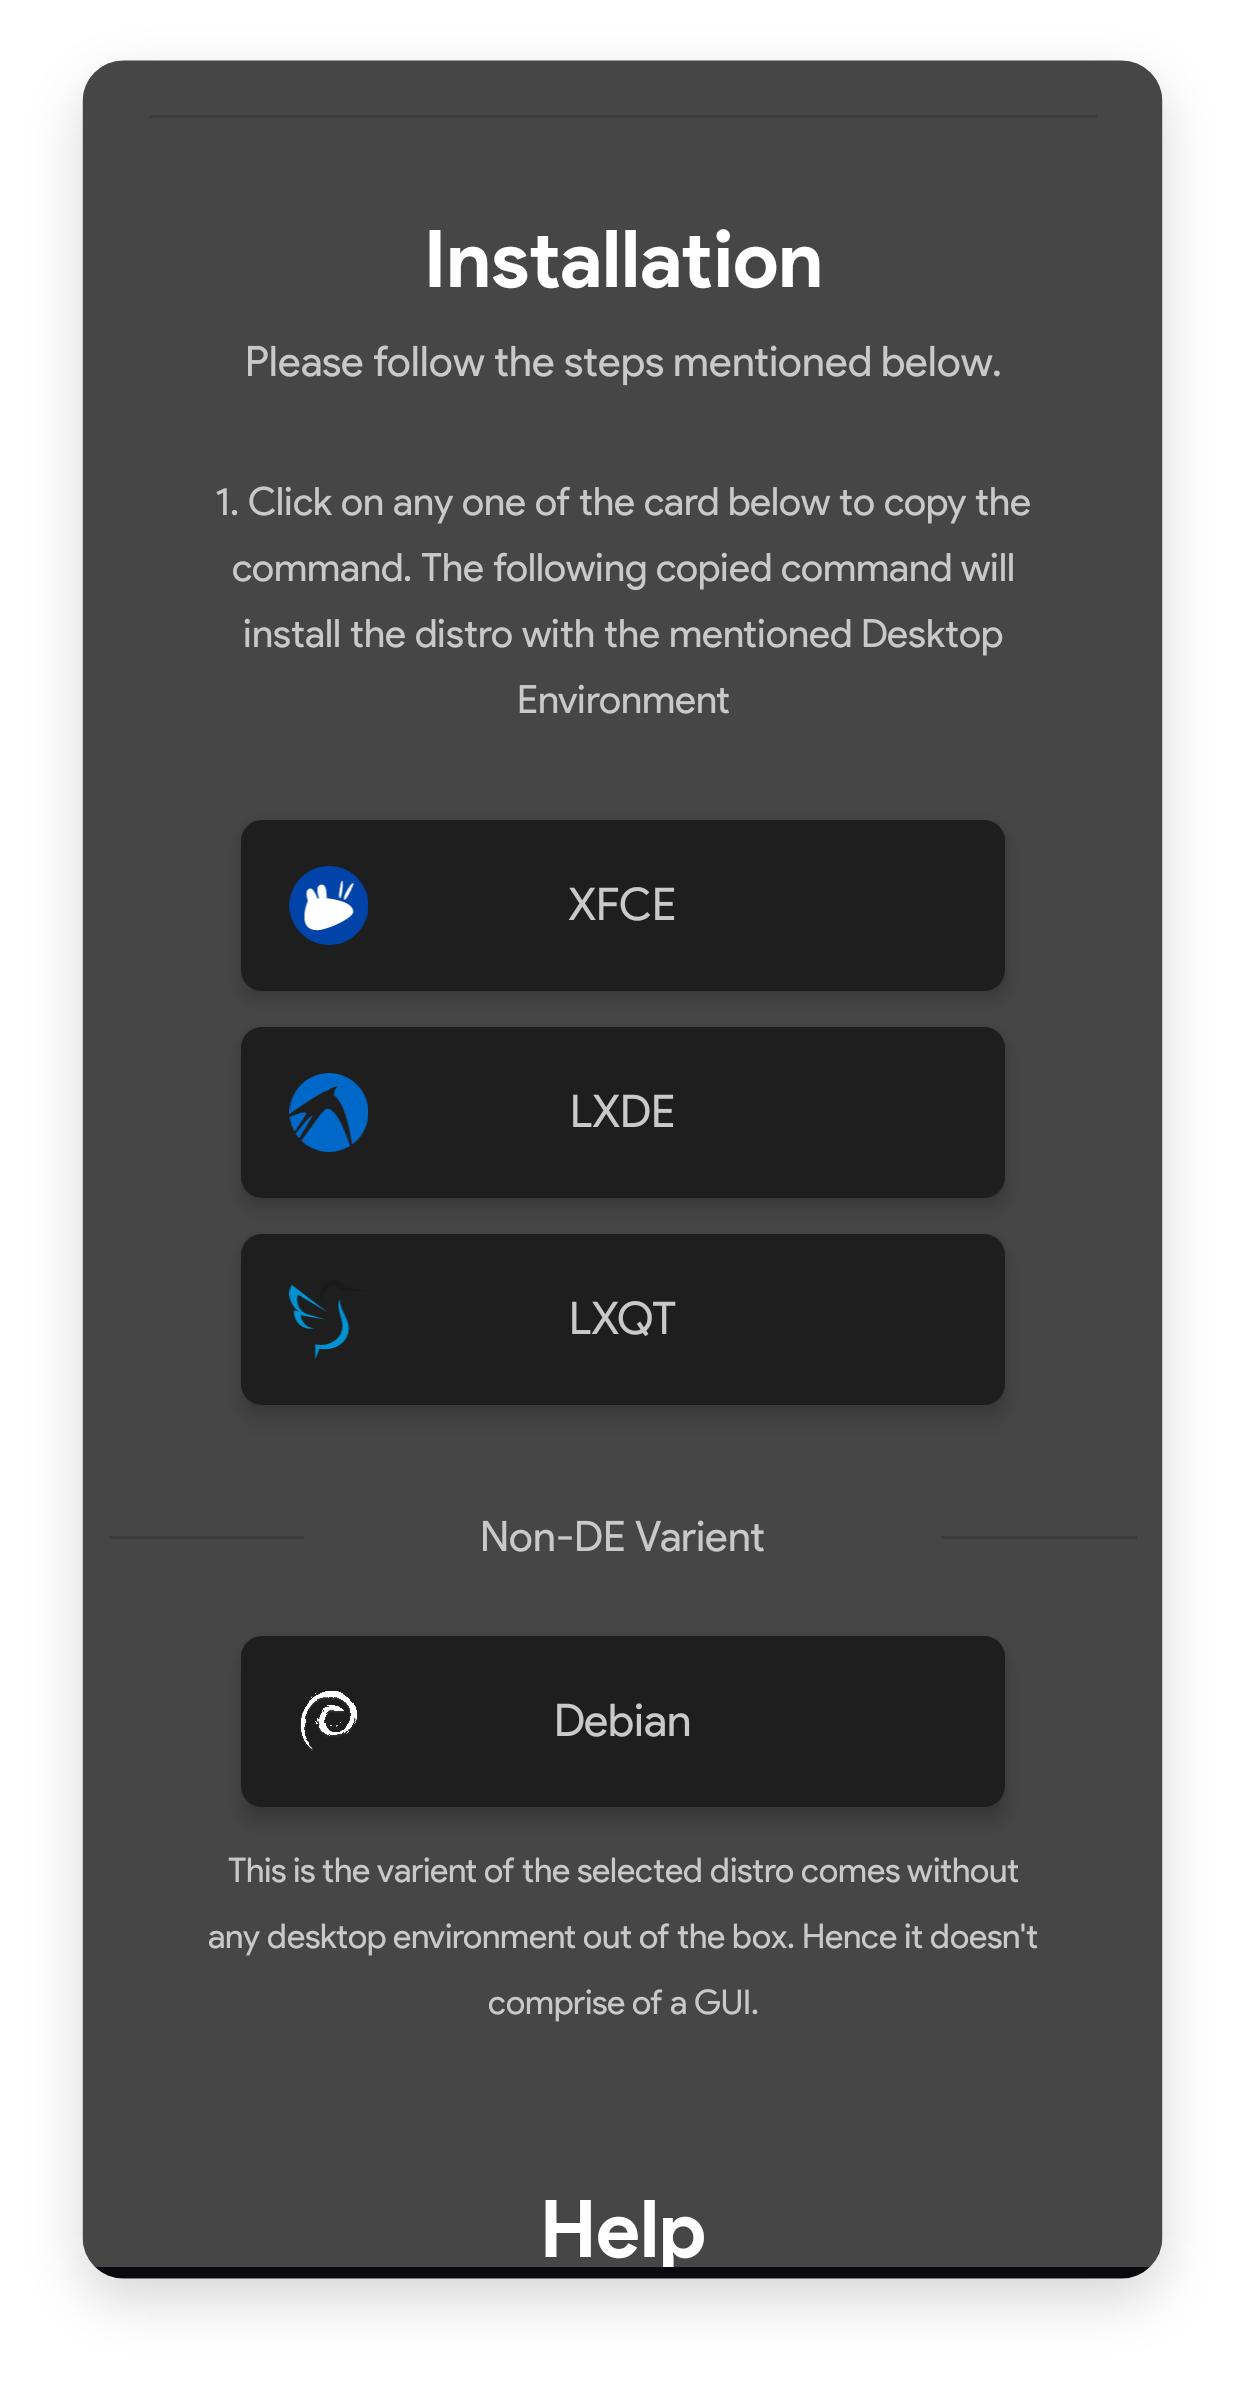 Installation
Please follow the steps mentioned below.
1. Click on any one of the card below to copy the
command. The following copied command will
install the distro with the mentioned Desktop
Environment
XFCE
LXDE
LXQT
Non-DE Varient
Debian
This is the varient of the selected distro comes without
any desktop environment out of the box. Hence it doesn't
comprise of a GUI.
Help